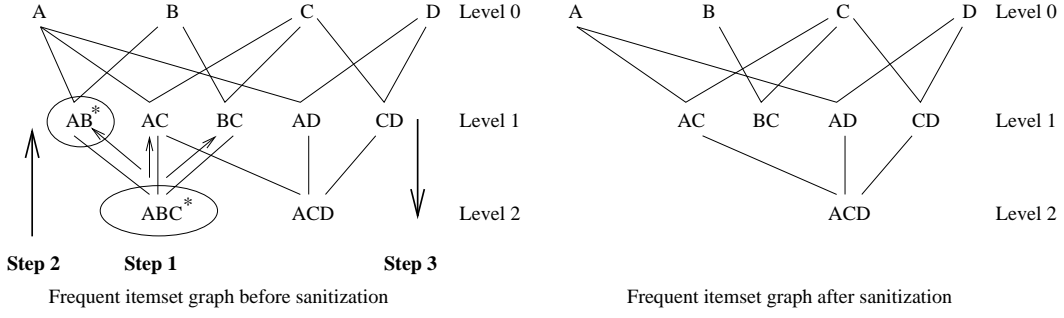 A B C D Level 0
A B C D Level 0
AB* AC BC AD CD Level 1
AC BC AD CD Level 1
ABC* ACD Level 2
ACD Level 2
Step 2 Step 1 Step 3
Frequent itemset graph before sanitization
Frequent itemset graph after sanitization